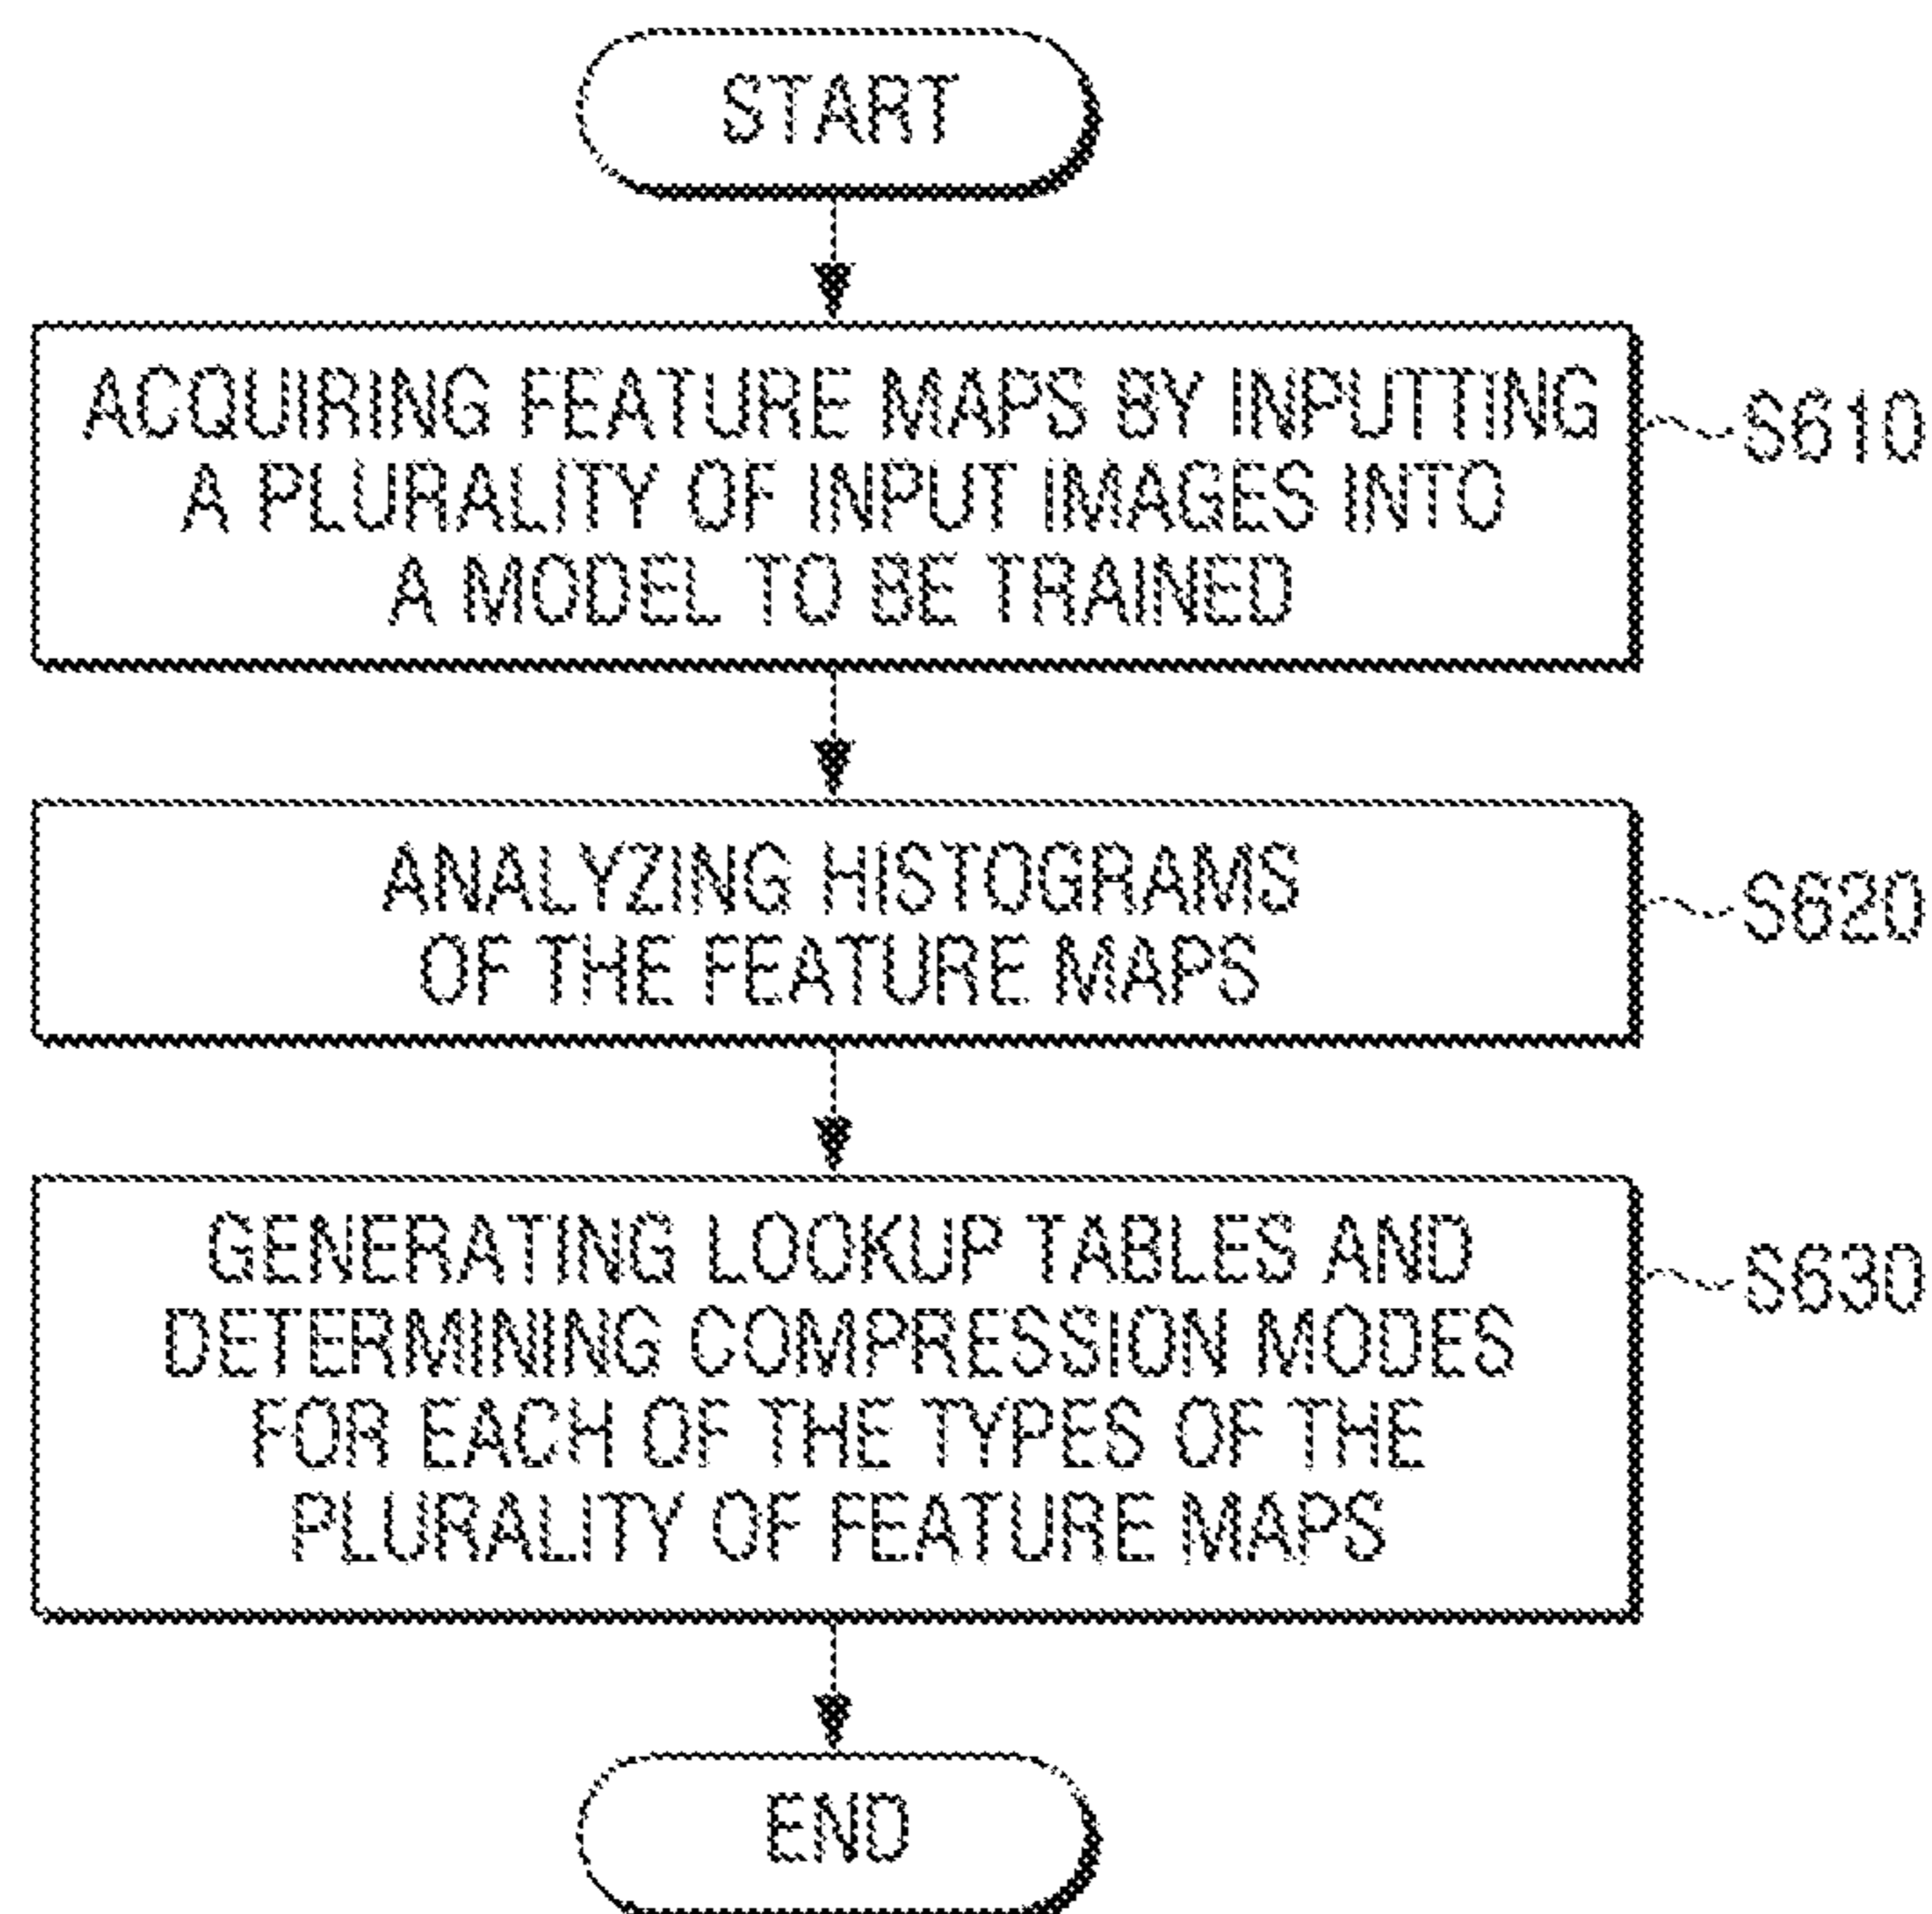 START
ACQUIRING FEATURE MAPS BY INPUTTING
A PLURALITY OF INPUT IMAGES INTO
A MODEL TO BE TRAINED
S610
ANALYZING HISTOGRAMS
OF THE FEATURE MAPS
S620
GENERATING LOOKUP TABLES AND
DETERMINING COMPRESSION MODES
FOR EACH OF THE TYPES OF THE
PLURALITY OF FEATURE MAPS
S630
END